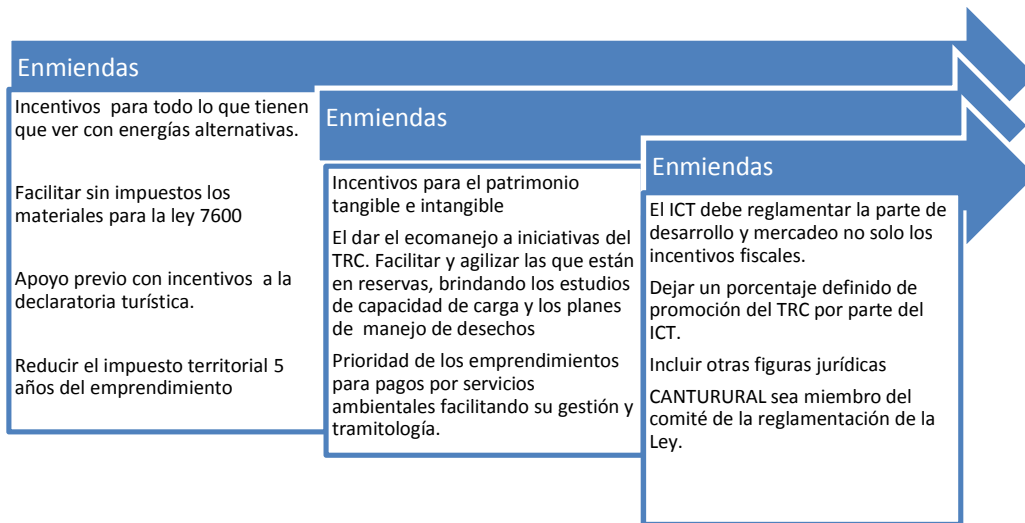 Enmiendas
Incentivos para todo lo que tienen
que ver con energías alternativas.
Facilitar sin impuestos los
materiales para la ley 7600
Apoyo previo con incentivos a la
declaratoria turística.
Reducir el impuesto territorial 5
años del emprendimiento
Enmiendas
Incentivos para el patrimonio
tangible e intangible
El dar el ecomanejo a iniciativas del
TRC. Facilitar y agilizar las que están
en reservas, brindando los estudios
de capacidad de carga y los planes
de manejo de desechos
Prioridad de los emprendimientos
para pagos por servicios
ambientales facilitando su gestión y
tramitología.
Enmiendas
El ICT debe reglamentar la parte de
desarrollo y mercadeo no solo los
incentivos fiscales.
Dejar un porcentaje definido de
promoción del TRC por parte del
ICT.
Incluir otras figuras jurídicas
CANTURURAL sea miembro del
comité de la reglamentación de la
Ley.